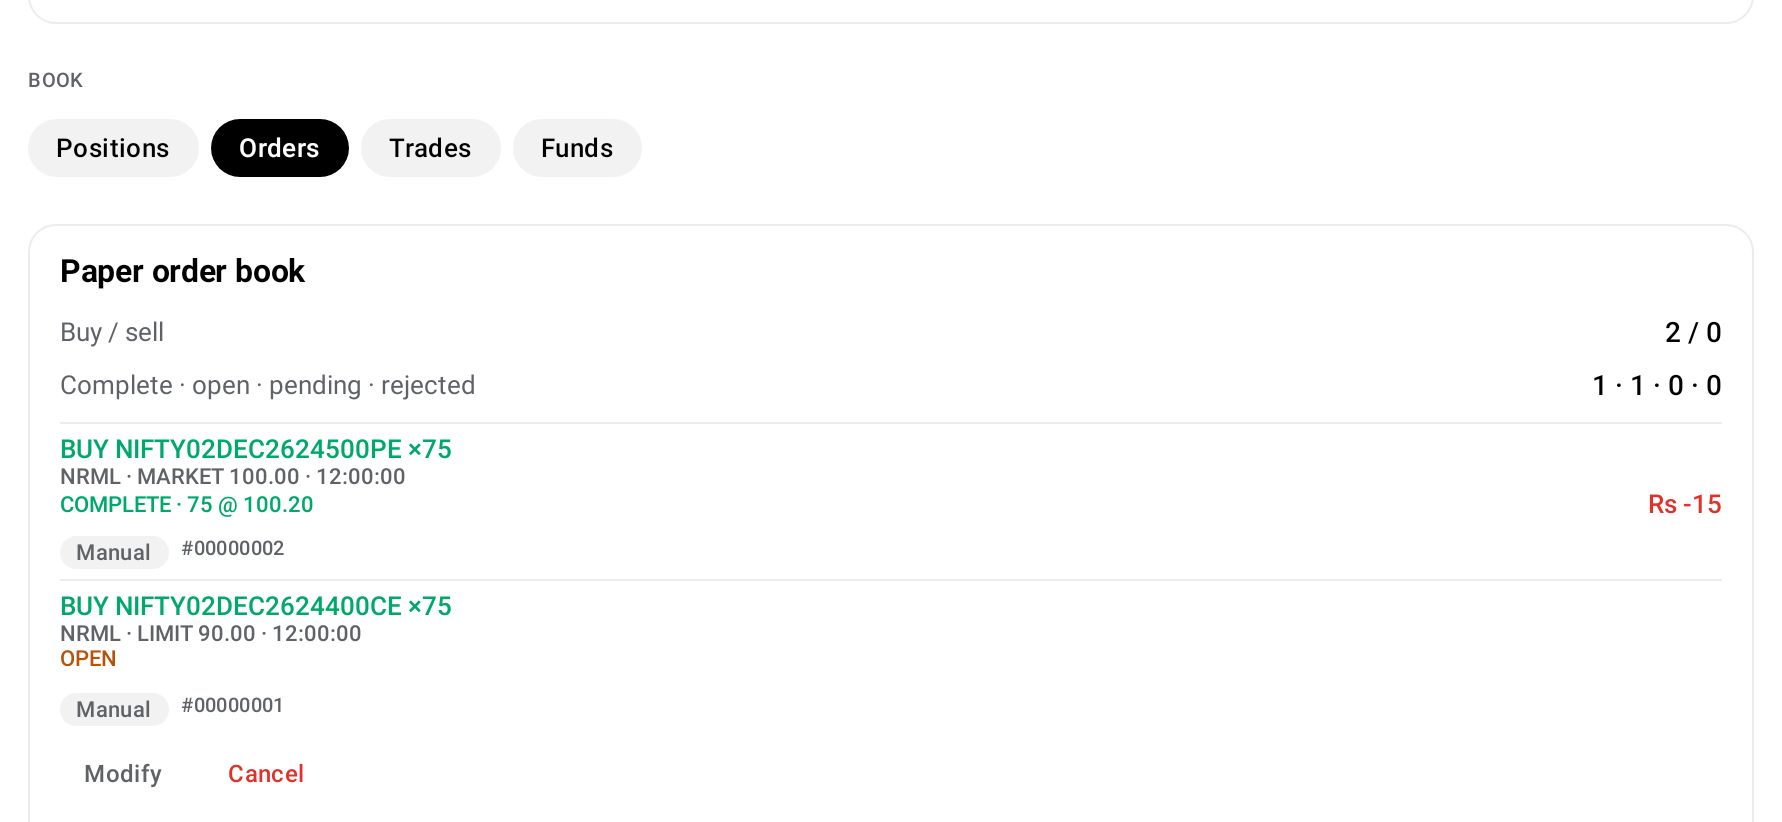 BOOK
Positions Orders Trades Funds
Paper order book
Buy / sell 2 / 0
Complete · open · pending · rejected 1 · 1 · 0 · 0
BUY NIFTY02DEC2624500PE ×75
NRML · MARKET 100.00 · 12:00:00
COMPLETE · 75 @ 100.20 Rs -15
Manual #00000002
BUY NIFTY02DEC2624400CE ×75
NRML · LIMIT 90.00 · 12:00:00
OPEN
Manual #00000001
Modify Cancel